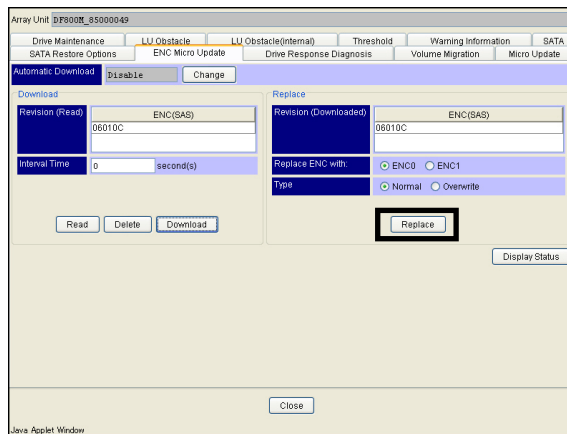 Array Unit DF800M_85000049
Drive Maintenance LU Obstacle LU Obstacle(internal) Threshold Warning Information SATA
SATA Restore Options ENC Micro Update Drive Response Diagnosis Volume Migration Micro Update
Automatic Download Disable Change
Download
Revision (Read) ENC(SAS)
06010C
Interval Time 0 second(s)
Read Delete Download
Replace
Revision (Downloaded) ENC(SAS)
06010C
Replace ENC with: ENC0 ENC1
Type Normal Overwrite
Replace
Display Status
Close
Java Applet Window